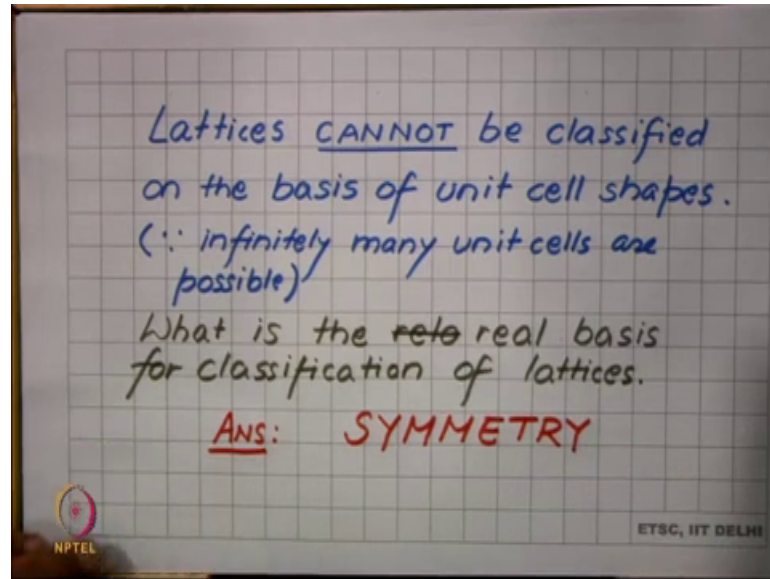 Lattices CANNOT be classified
on the basis of unit cell shapes.
(∵ infinitely many unit cells are
possible)
What is the relo real basis
for classification of lattices.
ANS: SYMMETRY
NPTEL
ETSC, IIT DELHI